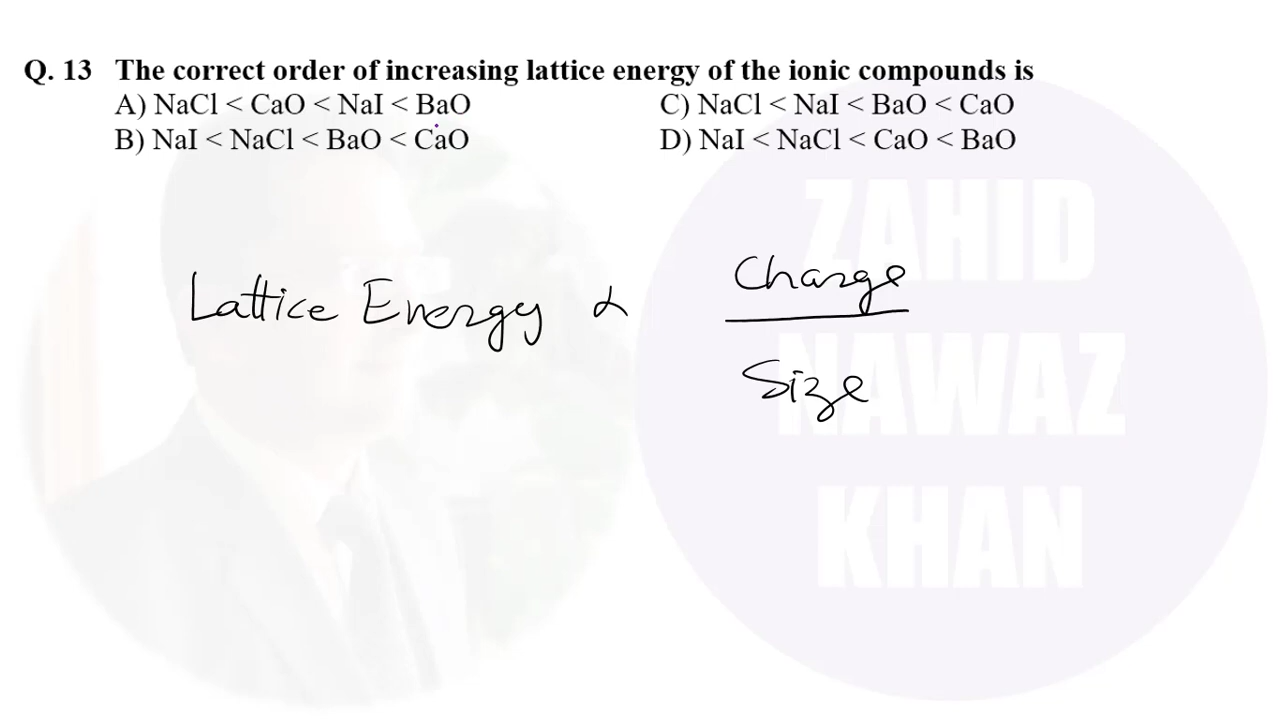 Q. 13 The correct order of increasing lattice energy of the ionic compounds is
A) NaCl < CaO < NaI < BaO C) NaCl < NaI < BaO < CaO
B) NaI < NaCl < BaO < CaO D) NaI < NaCl < CaO < BaO
Lattice Energy α Charge
Size
ZAHID
NAWAZ
KHAN